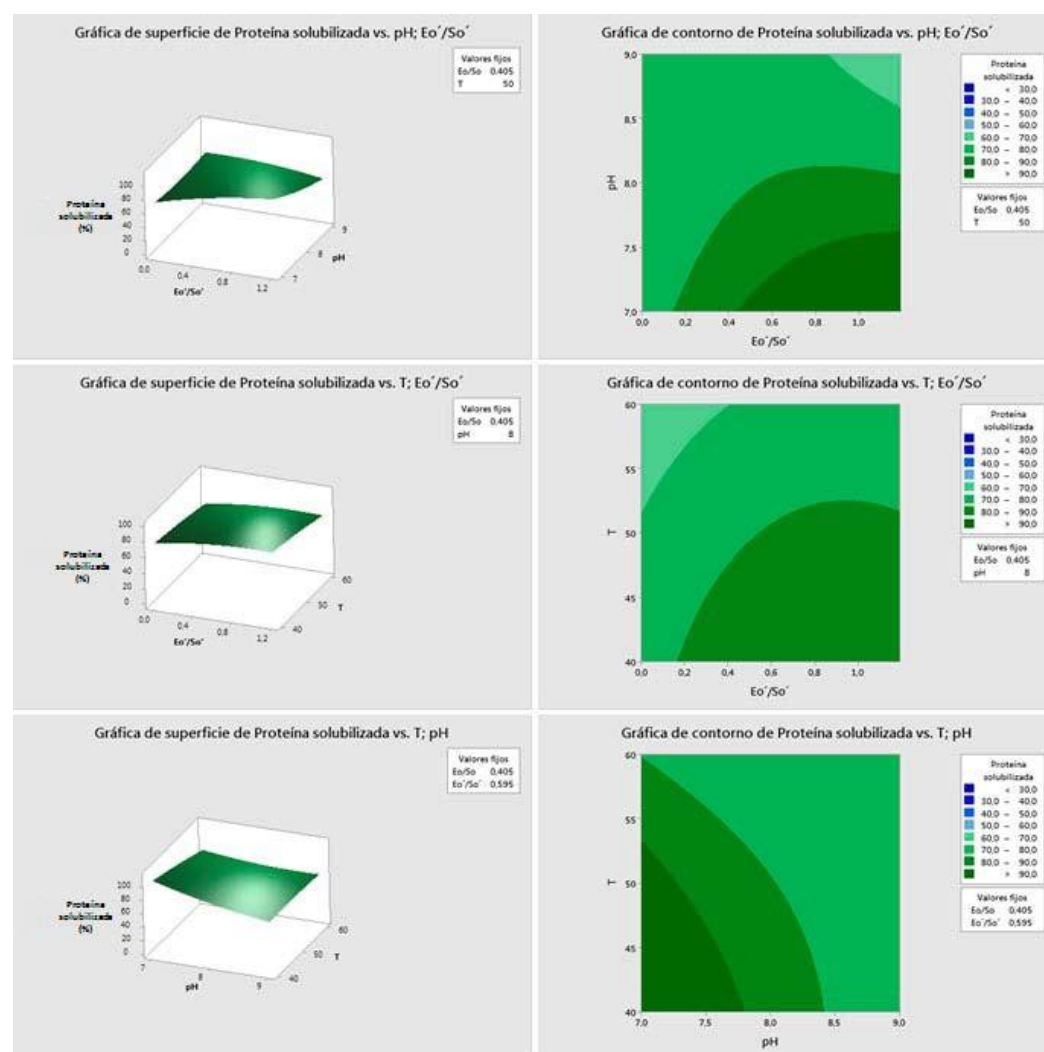 Gráfica de superficie de Proteína solubilizada vs. pH; Eo´/So´
Valores fijos
Eo/So 0,405
T 50
Proteína
solubilizada
(%)
100
80
60
40
20
0
0,0
0,4
0,8
1,2
Eo'/So'
7
8
9
pH
Gráfica de contorno de Proteína solubilizada vs. pH; Eo´/So´
9,0
8,5
8,0
7,5
7,0
pH
0,0 0,2 0,4 0,6 0,8 1,0
Eo´/So´
Proteína
solubilizada
< 30,0
30,0 – 40,0
40,0 – 50,0
50,0 – 60,0
60,0 – 70,0
70,0 – 80,0
80,0 – 90,0
> 90,0
Valores fijos
Eo/So 0,405
T 50
Gráfica de superficie de Proteína solubilizada vs. T; Eo´/So´
Valores fijos
Eo/So 0,405
pH 8
Proteína
solubilizada
(%)
100
80
60
40
20
0
0,0
0,4
0,8
1,2
Eo'/So'
40
50
60
T
Gráfica de contorno de Proteína solubilizada vs. T; Eo´/So´
60
55
50
45
40
T
0,0 0,2 0,4 0,6 0,8 1,0
Eo´/So´
Proteína
solubilizada
< 30,0
30,0 – 40,0
40,0 – 50,0
50,0 – 60,0
60,0 – 70,0
70,0 – 80,0
80,0 – 90,0
> 90,0
Valores fijos
Eo/So 0,405
pH 8
Gráfica de superficie de Proteína solubilizada vs. T; pH
Valores fijos
Eo/So 0,405
Eo´/So´ 0,595
Proteína
solubilizada
(%)
100
80
60
40
20
0
7
8
9
pH
40
50
60
T
Gráfica de contorno de Proteína solubilizada vs. T; pH
60
55
50
45
40
T
7,0 7,5 8,0 8,5 9,0
pH
Proteína
solubilizada
< 30,0
30,0 – 40,0
40,0 – 50,0
50,0 – 60,0
60,0 – 70,0
70,0 – 80,0
80,0 – 90,0
> 90,0
Valores fijos
Eo/So 0,405
Eo´/So´ 0,595